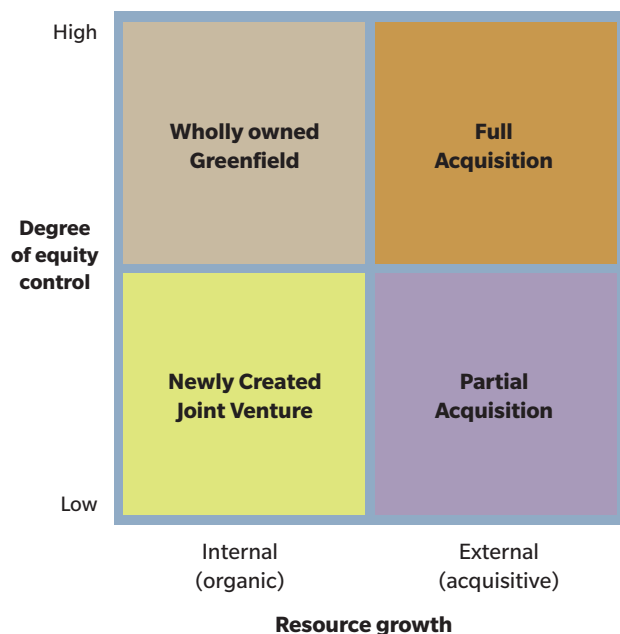 High
Wholly owned
Greenfield
Full
Acquisition
Degree
of equity
control
Newly Created
Joint Venture
Partial
Acquisition
Low
Internal
(organic)
External
(acquisitive)
Resource growth